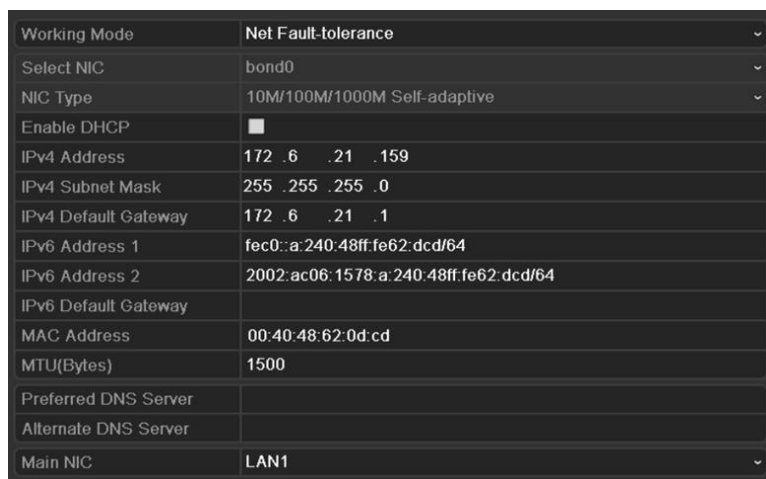 Working Mode Net Fault-tolerance
Select NIC bond0
NIC Type 10M/100M/1000M Self-adaptive
Enable DHCP
IPv4 Address 172 .6 .21 .159
IPv4 Subnet Mask 255 .255 .255 .0
IPv4 Default Gateway 172 .6 .21 .1
IPv6 Address 1 fec0::a:240:48ff:fe62:dcd/64
IPv6 Address 2 2002:ac06:1578:a:240:48ff:fe62:dcd/64
IPv6 Default Gateway
MAC Address 00:40:48:62:0d:cd
MTU(Bytes) 1500
Preferred DNS Server
Alternate DNS Server
Main NIC LAN1